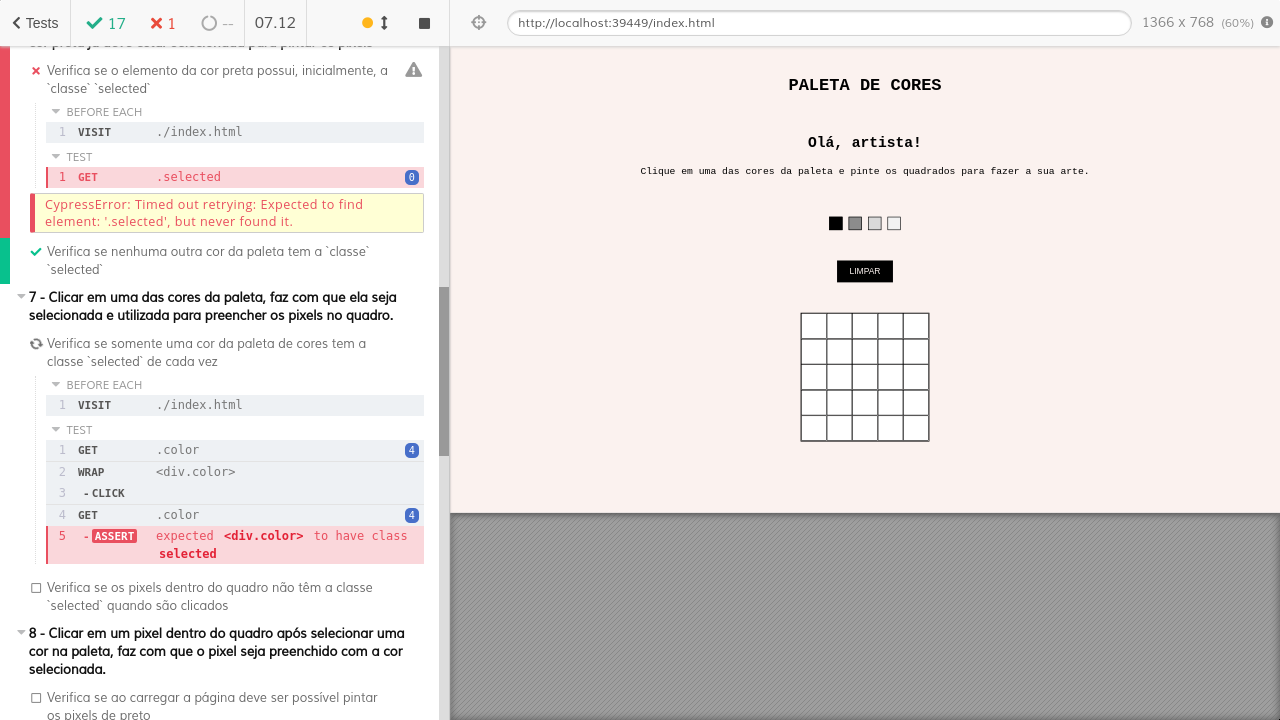 Tests
17
1
--
07.12
http://localhost:39449/index.html
1366 x 768 (60%)
cor preta já deve estar selecionada para pintar os pixels
Verifica se o elemento da cor preta possui, inicialmente, a
`classe` `selected`
BEFORE EACH
1 VISIT ./index.html
TEST
1 GET .selected 0
CypressError: Timed out retrying: Expected to find
element: '.selected', but never found it.
Verifica se nenhuma outra cor da paleta tem a `classe`
`selected`
7 - Clicar em uma das cores da paleta, faz com que ela seja
selecionada e utilizada para preencher os pixels no quadro.
Verifica se somente uma cor da paleta de cores tem a
classe `selected` de cada vez
BEFORE EACH
1 VISIT ./index.html
TEST
1 GET .color 4
2 WRAP <div.color>
3 -CLICK
4 GET .color 4
5 -ASSERT expected <div.color> to have class
selected
Verifica se os pixels dentro do quadro não têm a classe
`selected` quando são clicados
8 - Clicar em um pixel dentro do quadro após selecionar uma
cor na paleta, faz com que o pixel seja preenchido com a cor
selecionada.
Verifica se ao carregar a página deve ser possível pintar
os pixels de preto
PALETA DE CORES
Olá, artista!
Clique em uma das cores da paleta e pinte os quadrados para fazer a sua arte.
LIMPAR